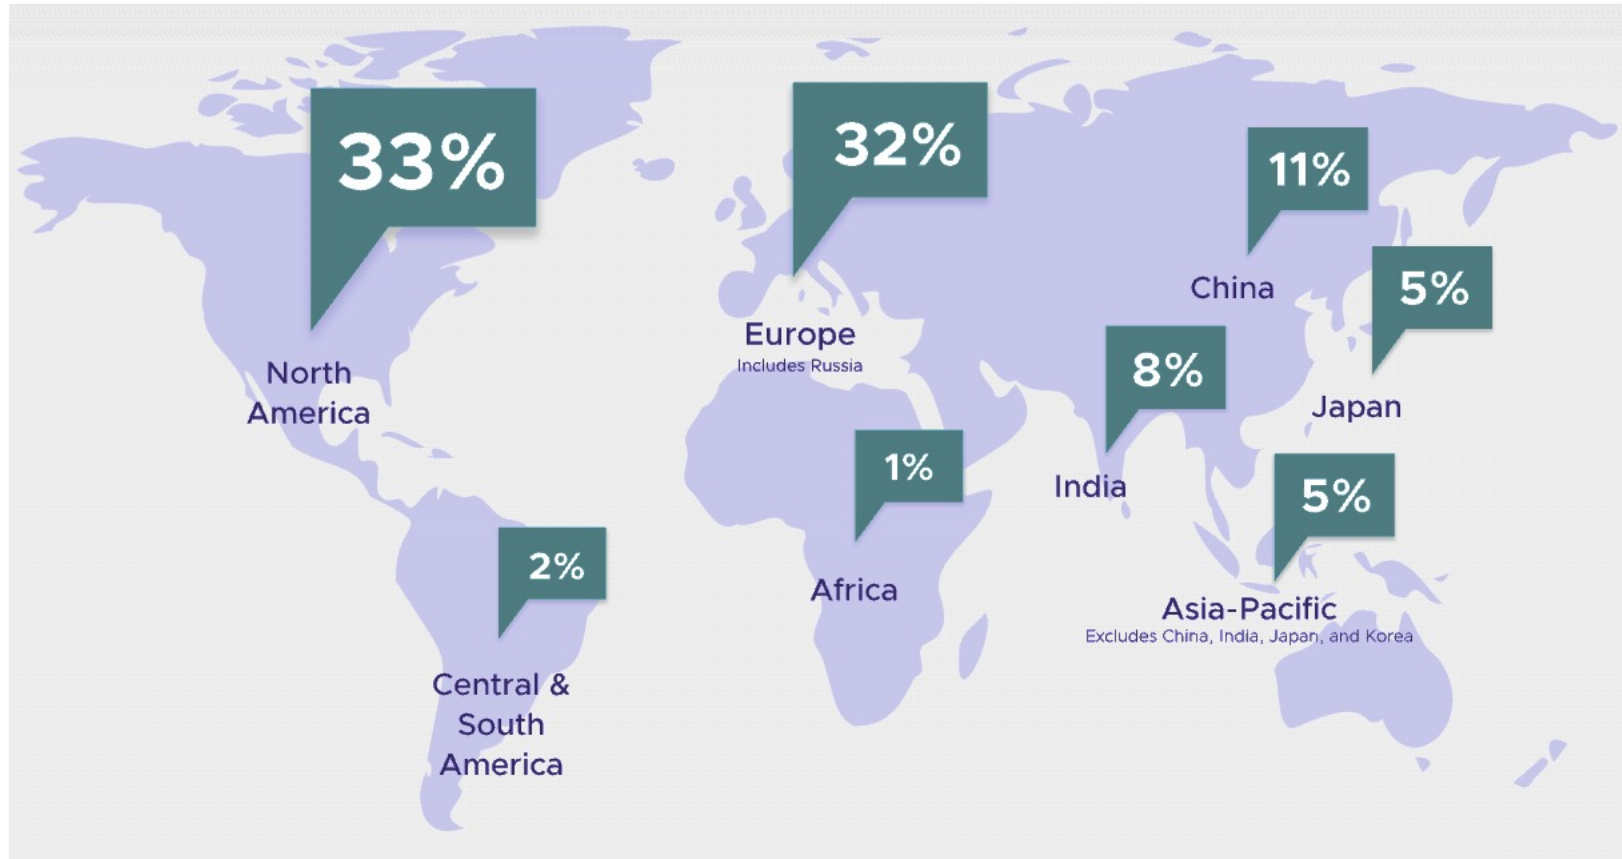 33%
North
America
32%
Europe
Includes Russia
11%
China
5%
Japan
8%
India
1%
Africa
5%
Asia-Pacific
Excludes China, India, Japan, and Korea
2%
Central &
South
America